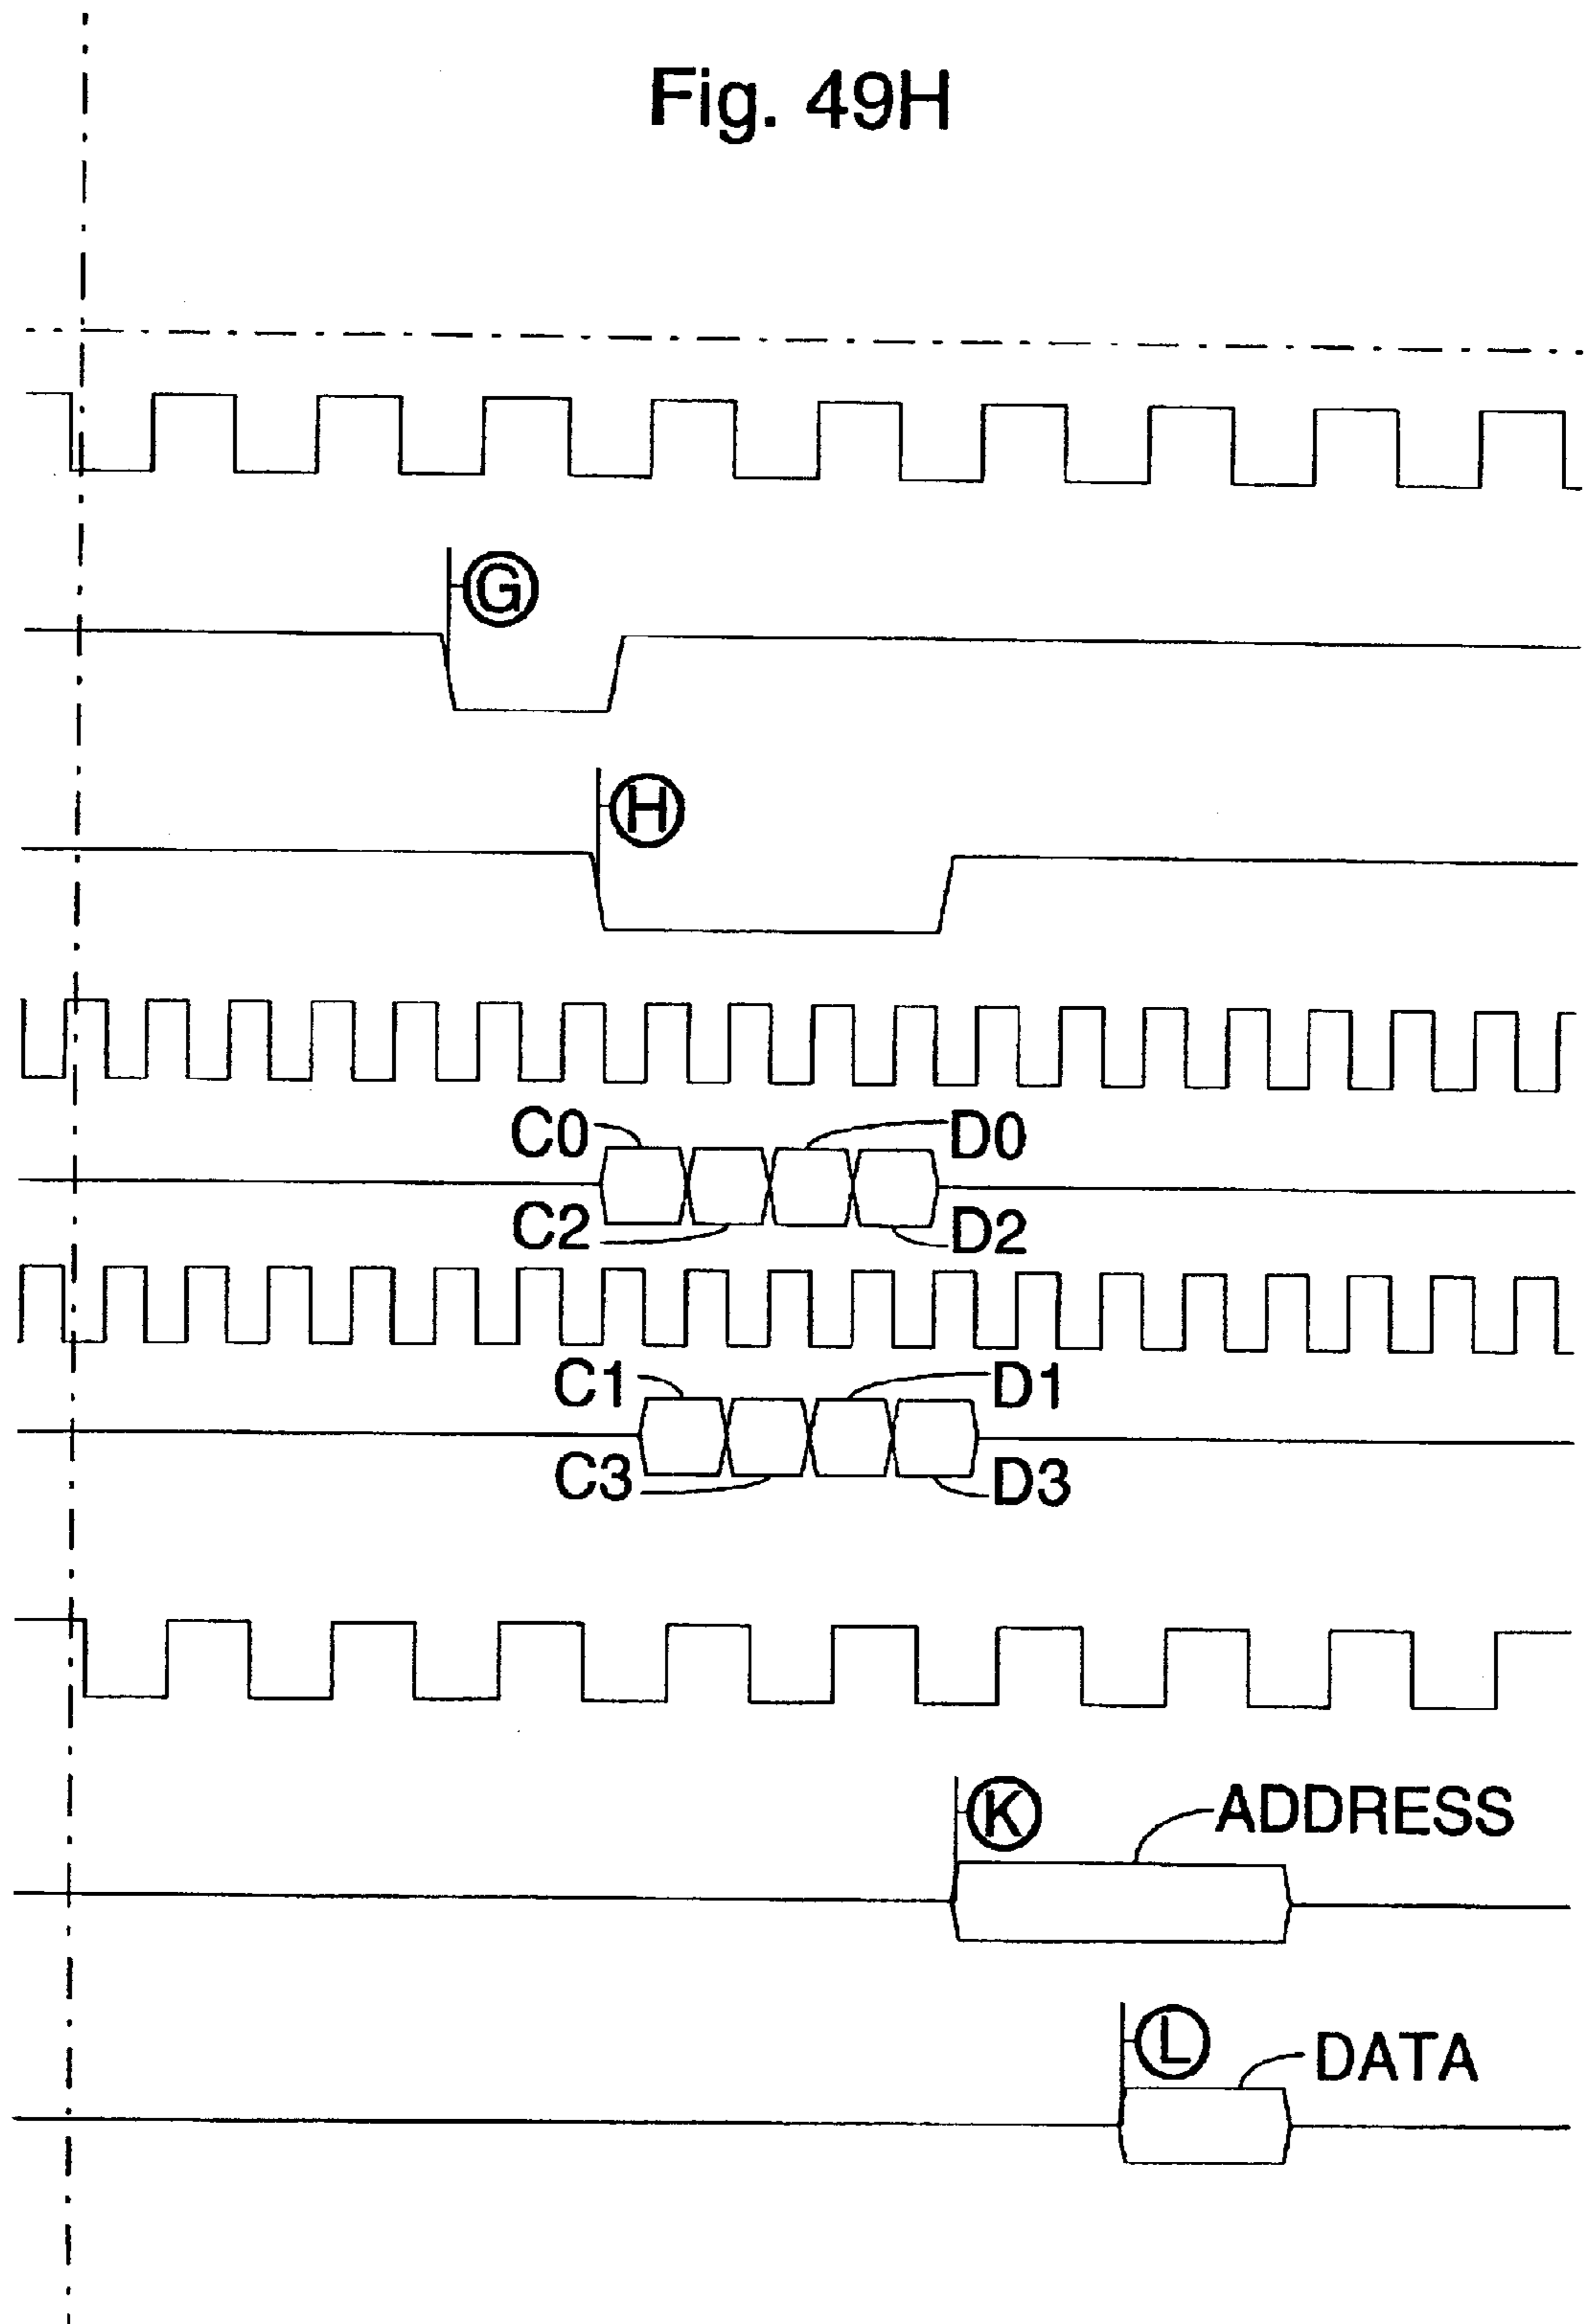 Fig. 49H
G
H
C0 D0
C2 D2
C1 D1
C3 D3
K ADDRESS
L DATA